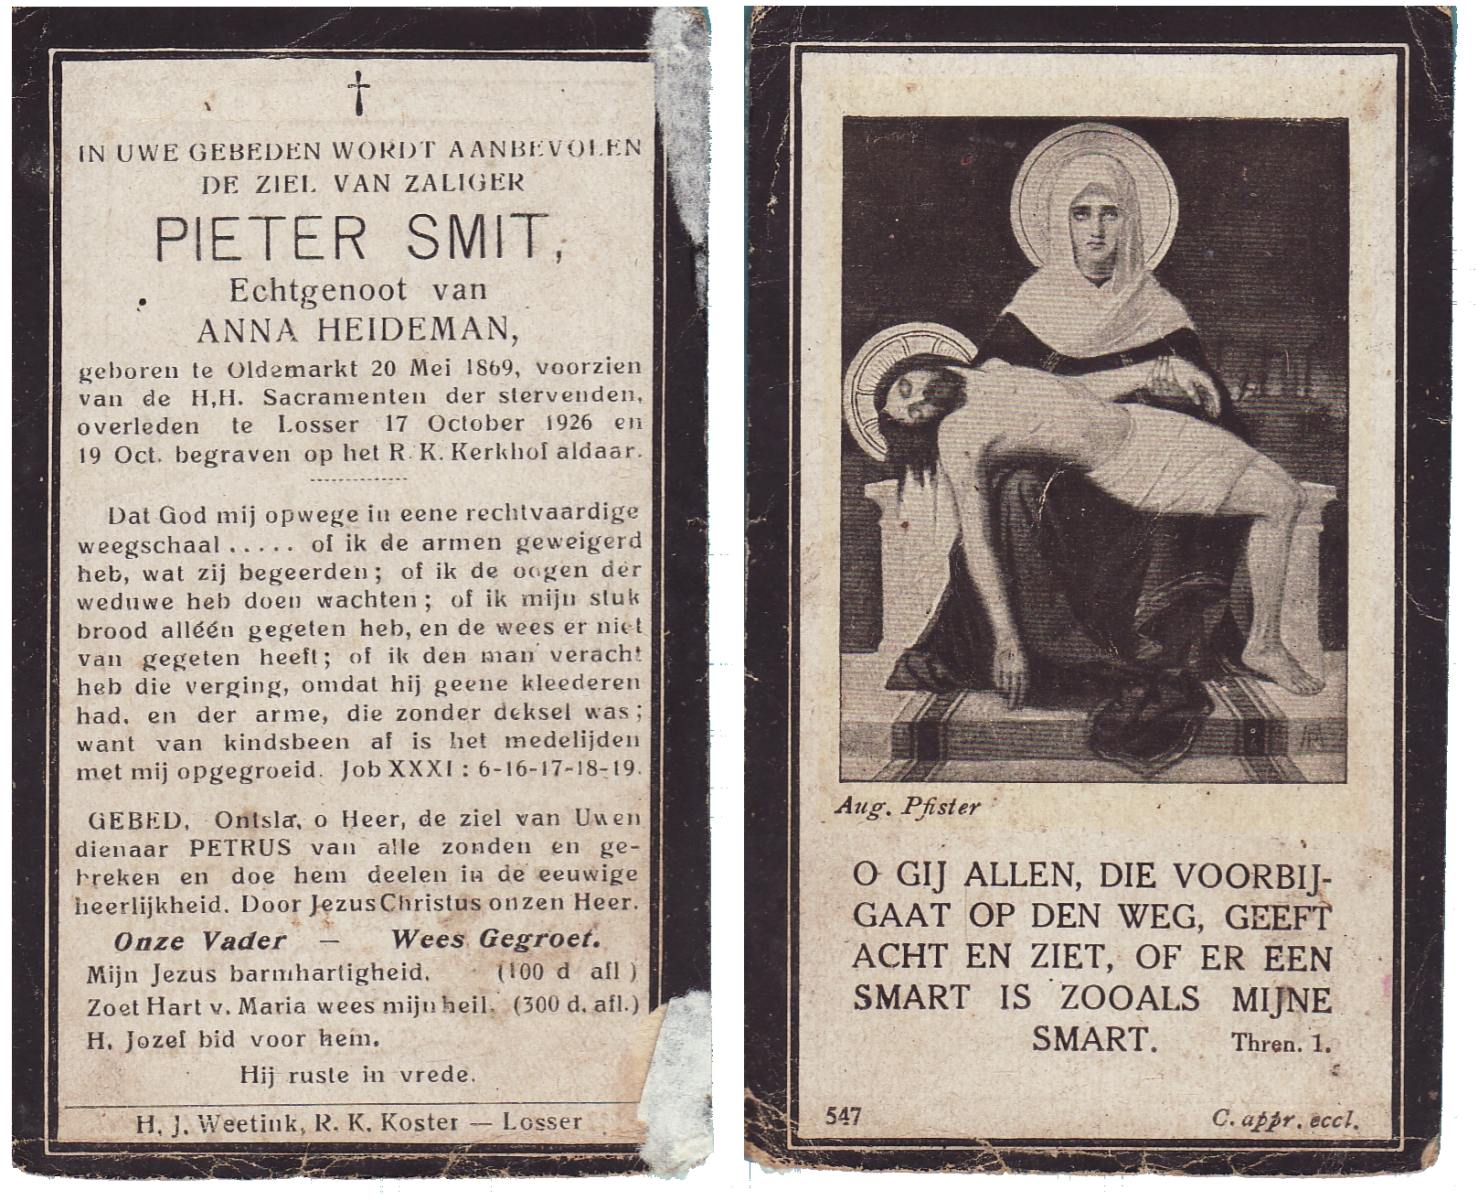 IN UWE GEBEDEN WORDT AANBEVOLEN
DE ZIEL VAN ZALIGER
PIETER SMIT,
Echtgenoot van
ANNA HEIDEMAN,
geboren te Oldemarkt 20 Mei 1869, voorzien
van de H,H. Sacramenten der stervenden,
overleden te Losser 17 October 1926 en
19 Oct. begraven op het R. K. Kerkhof aldaar.
Dat God mij opwege in eene rechtvaardige
weegschaal ..... of ik de armen geweigerd
heb, wat zij begeerden; of ik de oogen der
weduwe heb doen wachten; of ik mijn stuk
brood alléén gegeten heb, en de wees er niet
van gegeten heeft; of ik den man veracht
heb die verging, omdat hij geene kleederen
had. en der arme, die zonder deksel was;
want van kindsbeen af is het medelijden
met mij opgegroeid. Job XXXI : 6-16-17-18-19.
GEBED. Ontsla, o Heer, de ziel van Uwen
dienaar PETRUS van alle zonden en ge-
breken en doe hem deelen in de eeuwige
heerlijkheid. Door Jezus Christus onzen Heer.
Onze Vader — Wees Gegroet.
Mijn Jezus barmhartigheid. (100 d afl )
Zoet Hart v. Maria wees mijn heil. (300 d. afl.)
H. Jozef bid voor hem.
Hij ruste in vrede.
H. J. Weetink, R. K. Koster — Losser
Aug. Pfister
O GIJ ALLEN, DIE VOORBIJ-
GAAT OP DEN WEG, GEEFT
ACHT EN ZIET, OF ER EEN
SMART IS ZOOALS MIJNE
SMART. Thren. 1.
547 C. appr. eccl.